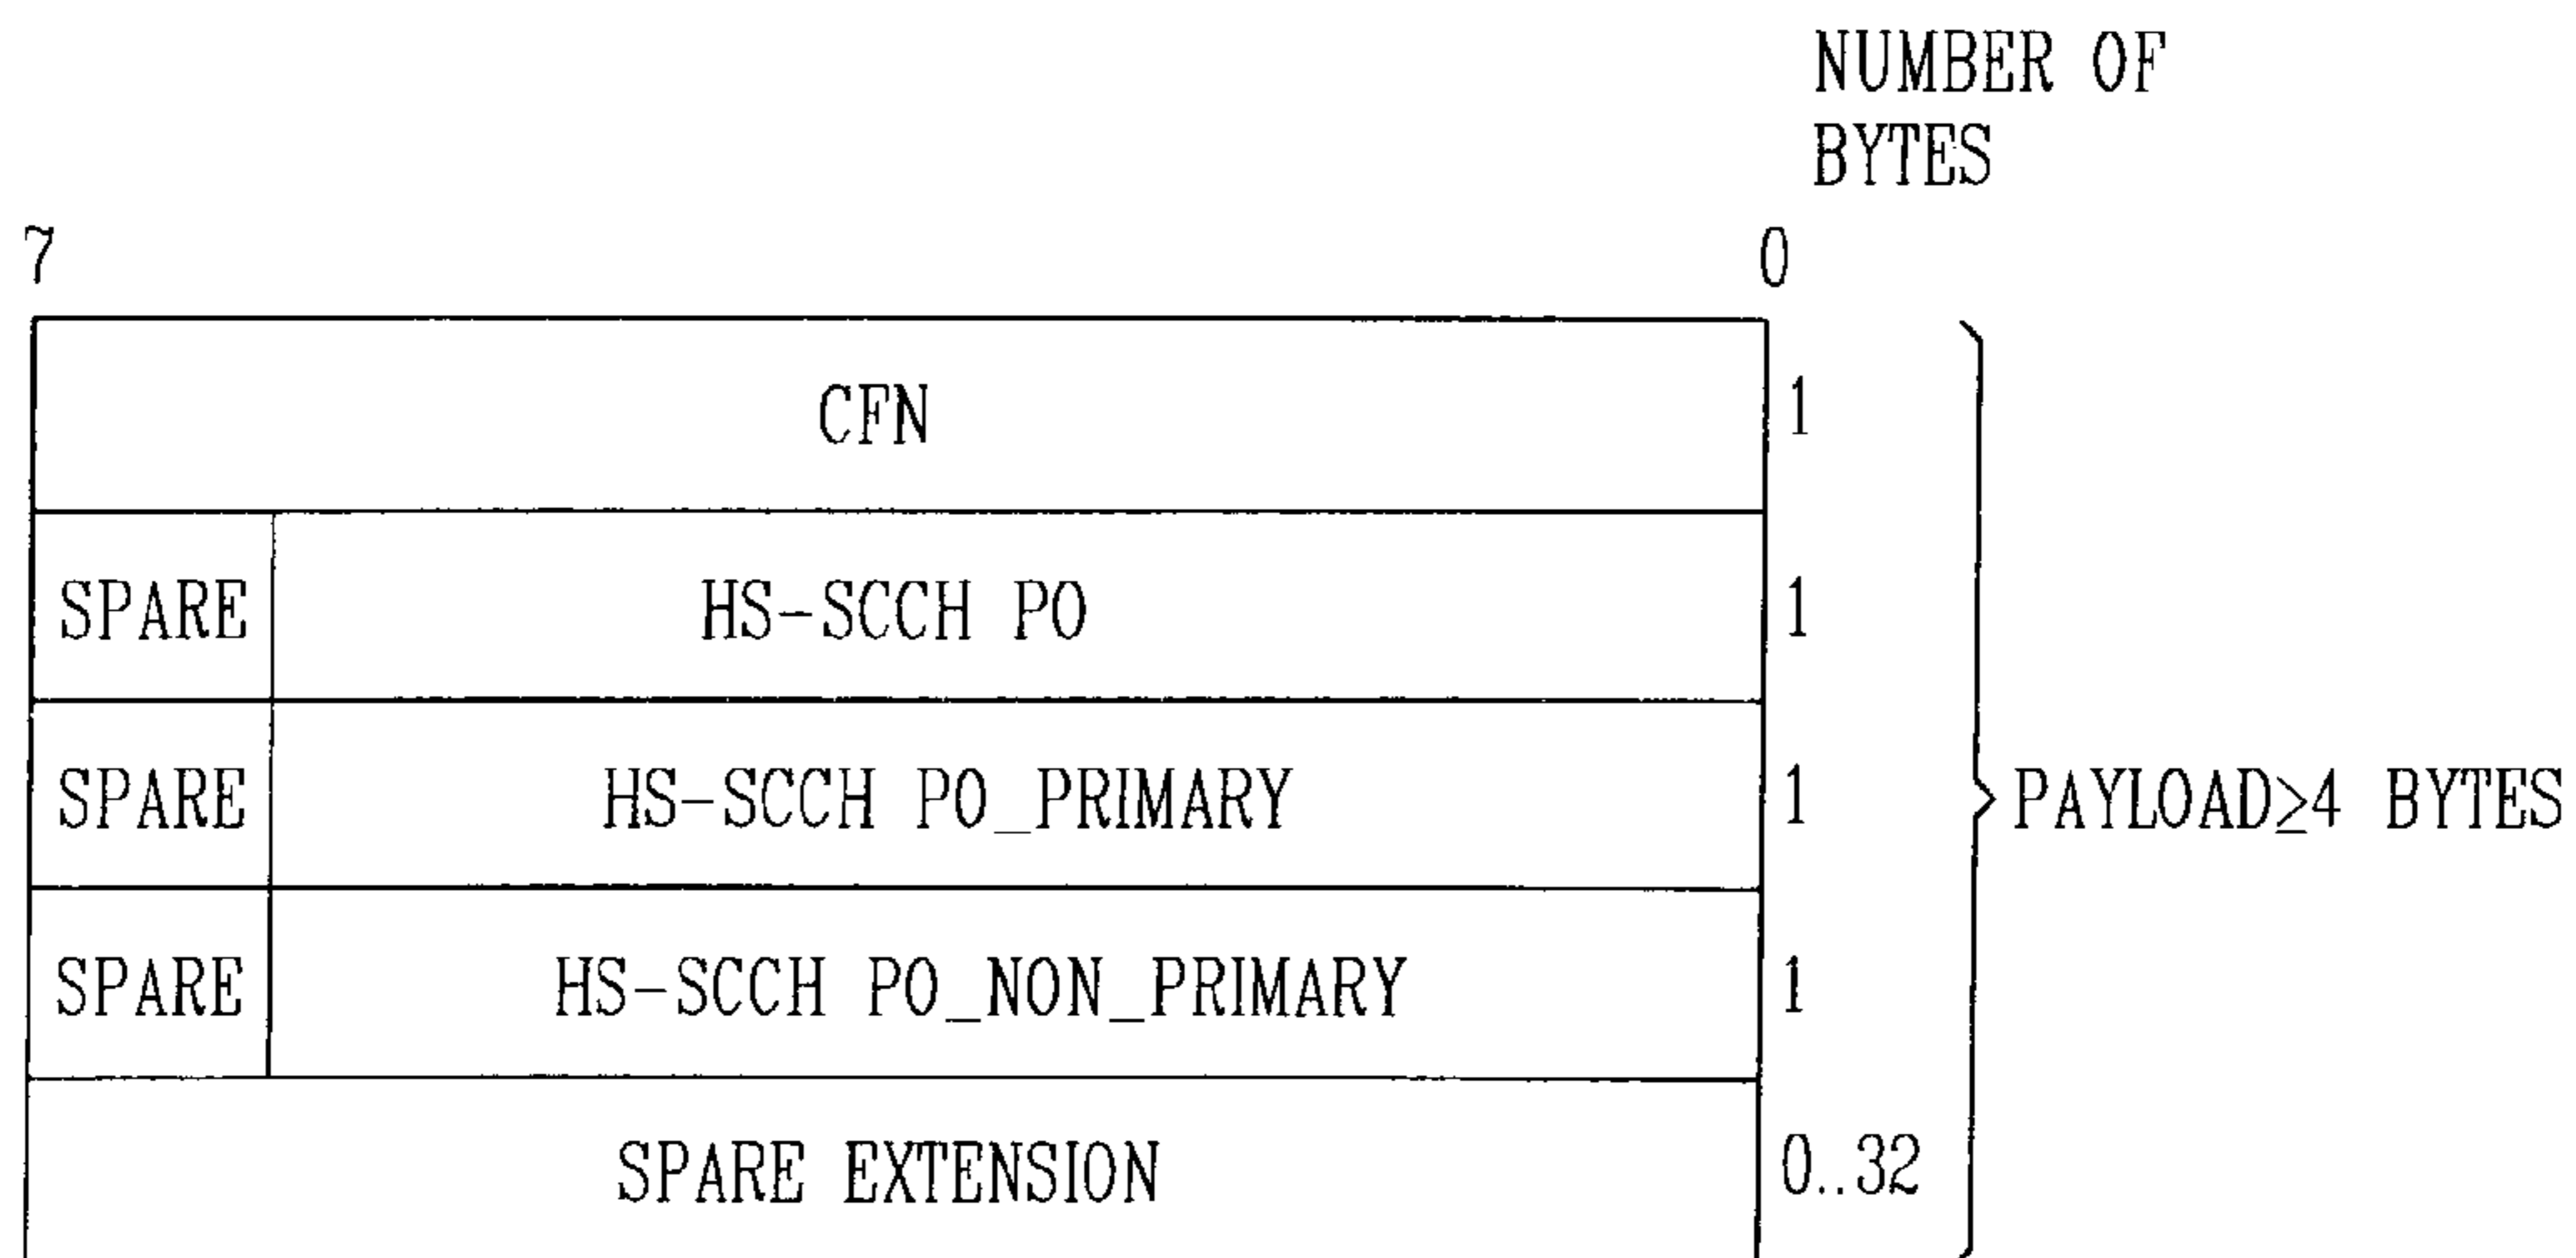 NUMBER OF
BYTES
7 0
CFN 1
SPARE HS-SCCH PO 1
SPARE HS-SCCH PO_PRIMARY 1
PAYLOAD≥4 BYTES
SPARE HS-SCCH PO_NON_PRIMARY 1
SPARE EXTENSION 0..32